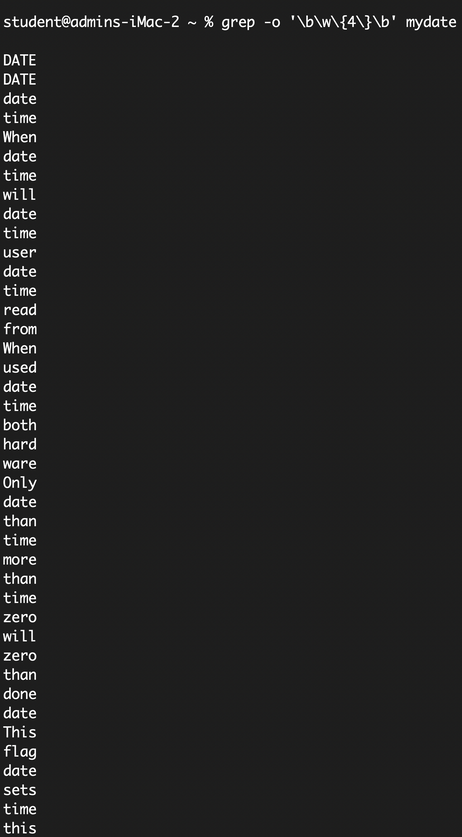 student@admins-iMac-2 ~ % grep -o '\b\w\{4\}\b' mydate
DATE
DATE
date
time
When
date
time
will
date
time
user
date
time
read
from
When
used
date
time
both
hard
ware
Only
date
than
time
more
than
time
zero
will
zero
than
done
date
This
flag
date
sets
time
this